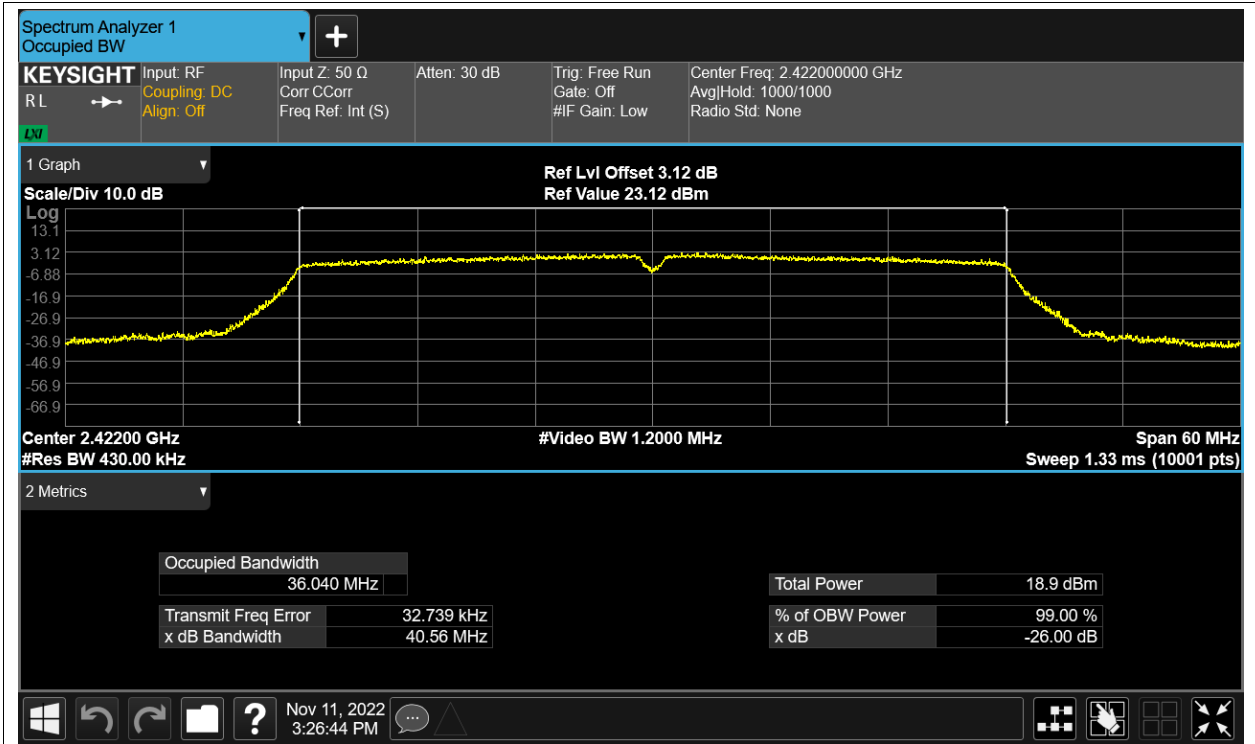 Spectrum Analyzer 1
Occupied BW
KEYSIGHT
R L
LXI
Input: RF
Coupling: DC
Align: Off
Input Z: 50 Ω
Corr CCorr
Freq Ref: Int (S)
Atten: 30 dB
Trig: Free Run
Gate: Off
#IF Gain: Low
Center Freq: 2.422000000 GHz
Avg|Hold: 1000/1000
Radio Std: None
1 Graph
Scale/Div 10.0 dB
Ref Lvl Offset 3.12 dB
Ref Value 23.12 dBm
Log
13.1
3.12
-6.88
-16.9
-26.9
-36.9
-46.9
-56.9
-66.9
Center 2.42200 GHz
#Video BW 1.2000 MHz
Span 60 MHz
#Res BW 430.00 kHz
Sweep 1.33 ms (10001 pts)
2 Metrics
Occupied Bandwidth
36.040 MHz
Transmit Freq Error 32.739 kHz
x dB Bandwidth 40.56 MHz
Total Power 18.9 dBm
% of OBW Power 99.00 %
x dB -26.00 dB
?
Nov 11, 2022
3:26:44 PM